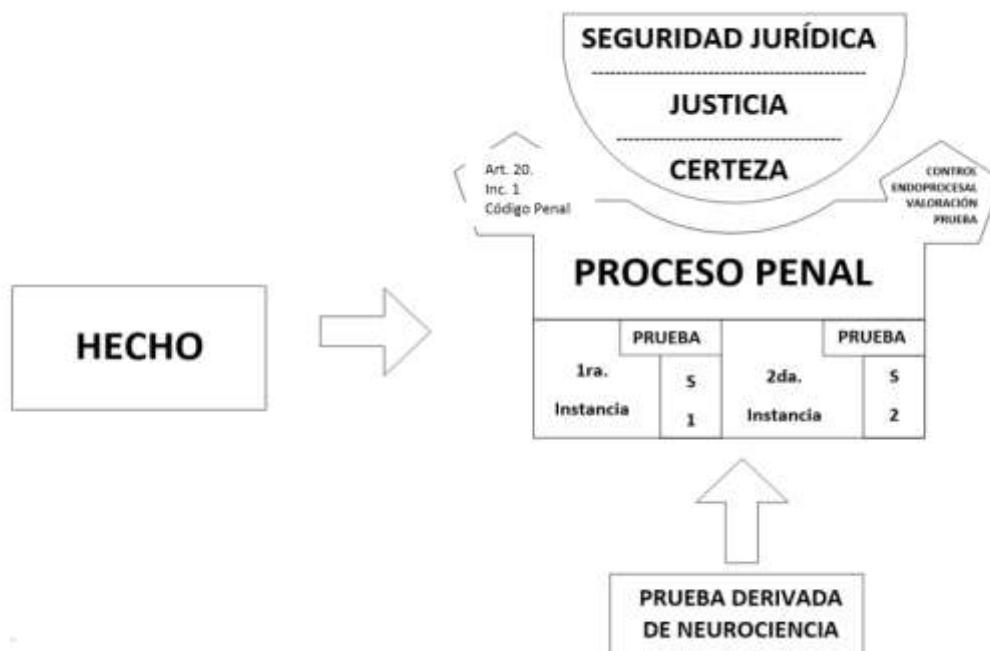 SEGURIDAD JURÍDICA
JUSTICIA
CERTEZA
Art. 20.
Inc. 1
Código Penal
CONTROL
ENDOPROCESAL
VALORACIÓN
PRUEBA
PROCESO PENAL
HECHO
PRUEBA
PRUEBA
1ra.
Instancia
S
1
2da.
Instancia
S
2
PRUEBA DERIVADA
DE NEUROCIENCIA